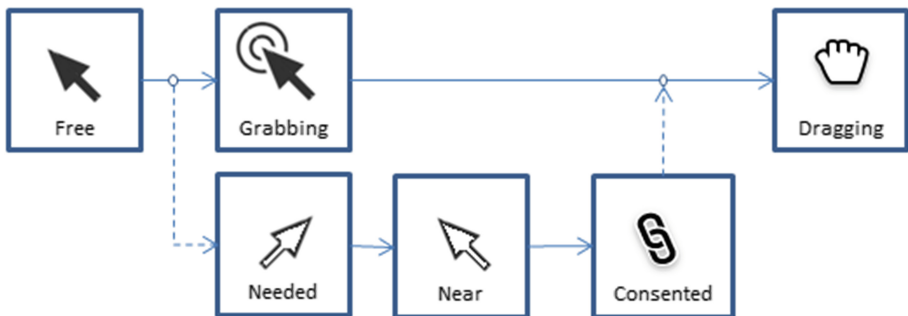 Free
Grabbing
Dragging
Needed
Near
Consented